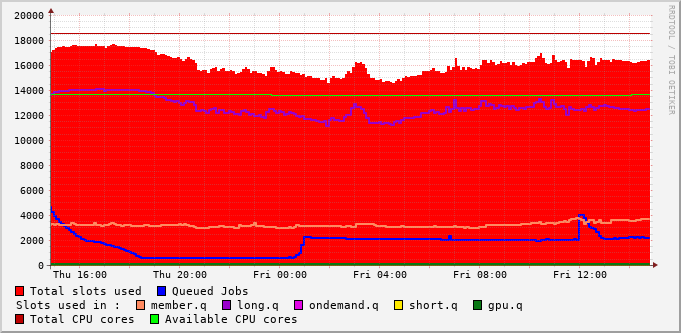 20000
18000
16000
14000
12000
10000
8000
6000
4000
2000
0
Thu 16:00 Thu 20:00 Fri 00:00 Fri 04:00 Fri 08:00 Fri 12:00
Total slots used Queued Jobs
Slots used in : member.q long.q ondemand.q short.q gpu.q
Total CPU cores Available CPU cores
RRDTOOL / TOBI OETIKER